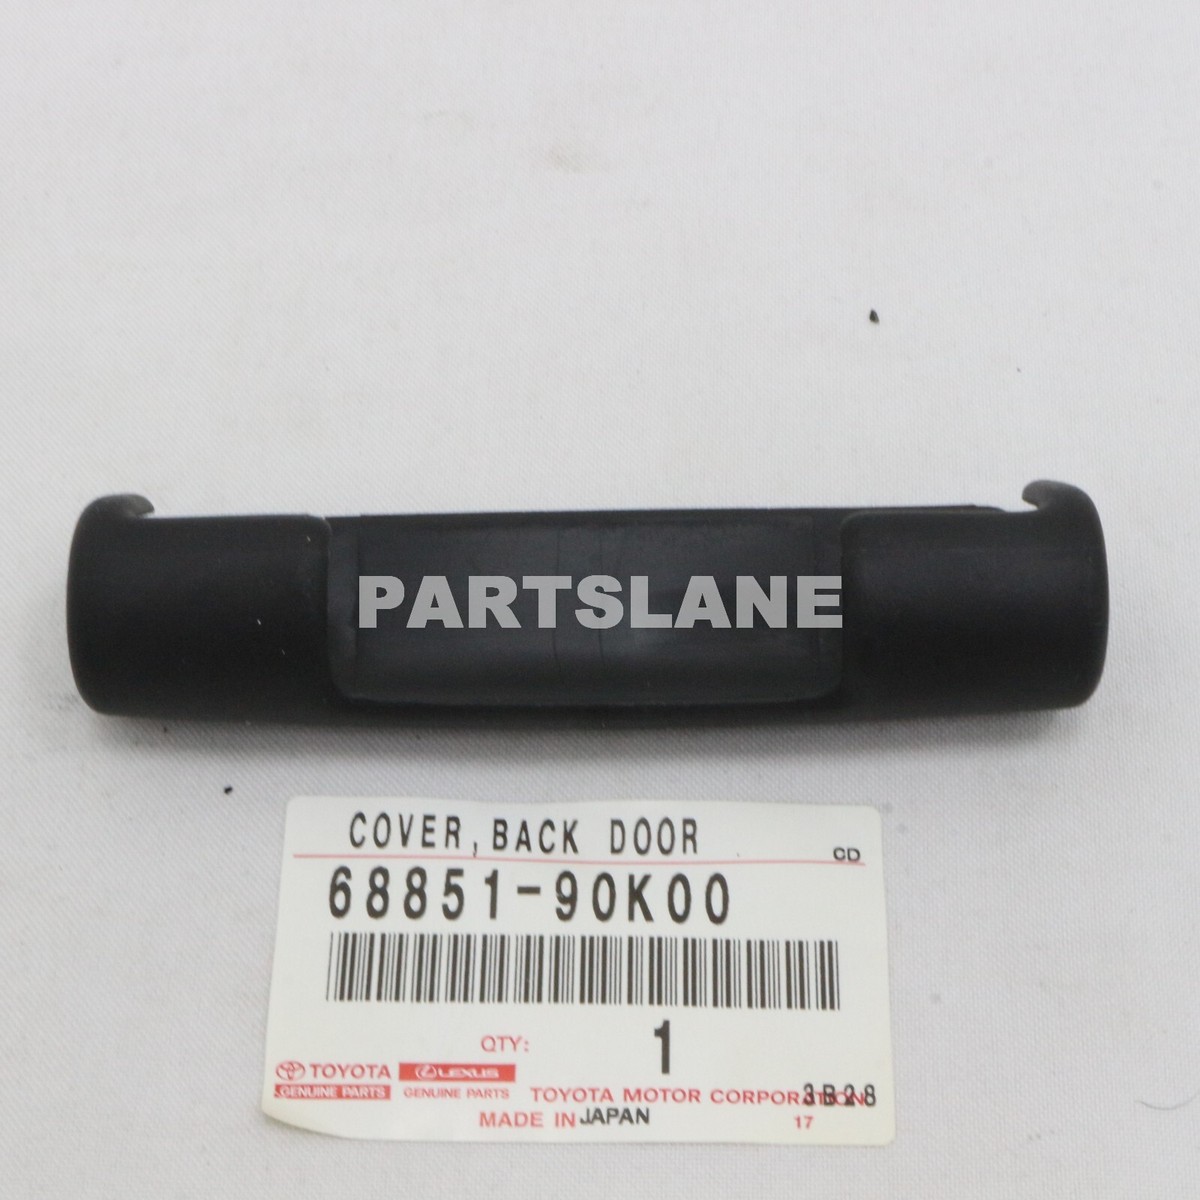 PARTSLANE
COVER, BACK DOOR
CD
68851-90K00
QTY: 1
TOYOTA LEXUS
GENUINE PARTS GENUINE PARTS TOYOTA MOTOR CORPORATION 3B28
MADE IN JAPAN 17